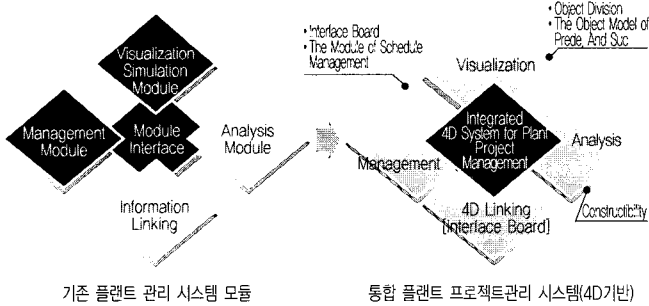 Visualization
Simulation
Module
Management
Module
Module
Interface
Analysis
Module
Information
Linking
기존 플랜트 관리 시스템 모듈
• Interface Board
• The Module of Schedule
Management
• Object Division
• The Object Model of
Prede, And Suc
Visualization
Integrated
4D System for Plant
Project
Management
Analysis
Management
4D Linking
[Interface Board]
Constructibility
통합 플랜트 프로젝트관리 시스템(4D기반)